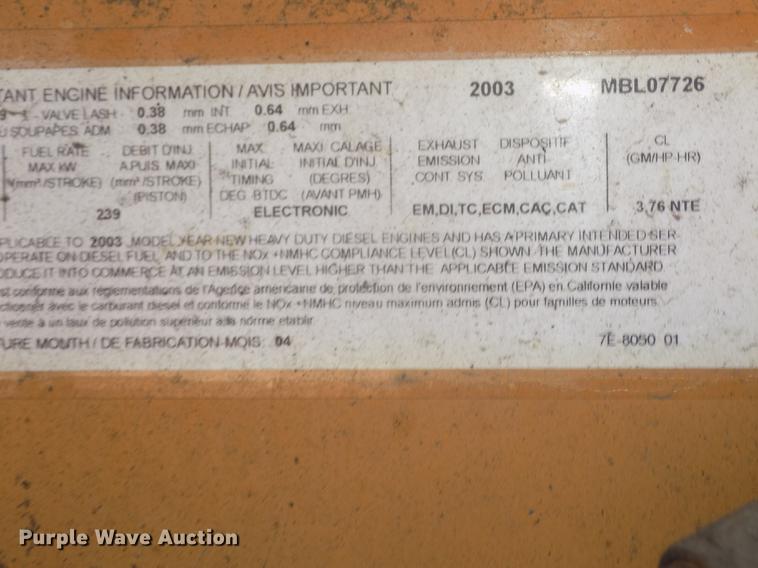 TANT ENGINE INFORMATION / AVIS IMPORTANT 2003 MBL07726
VALVE LASH 0.38 mm INT 0.64 mm EXH
SOUPAPES ADM 0.38 mm ECHAP 0.64 mm
FUEL RATE DEBIT D'INJ MAX MAXI CALAGE EXHAUST DISPOSITIF CL
MAX kW A PUIS MAXI INITIAL INITIAL D'INJ EMISSION ANTI (GM/HP-HR)
(mm³/STROKE) (mm³/STROKE) TIMING (DEGRES) CONT SYS POLLUANT
(PISTON) DEG BTDC (AVANT PMH)
239 ELECTRONIC EM,DI,TC,ECM,CAC,CAT 3.76 NTE
PLICABLE TO 2003 MODEL YEAR NEW HEAVY DUTY DIESEL ENGINES AND HAS A PRIMARY INTENDED SER-
OPERATE ON DIESEL FUEL AND TO THE NOx +NMHC COMPLIANCE LEVEL(CL) SHOWN. THE MANUFACTURER
ODUCE IT INTO COMMERCE AT AN EMISSION LEVEL HIGHER THAN THE APPLICABLE EMISSION STANDARD
st conforme aux reglementations de l'Agence americaine de protection de l'environnement (EPA) en Californie valable
ctionner avec le carburant diesel et conforme le NOx +NMHC niveau maximum admis (CL) pour familles de moteurs
vente a un taux de pollution superieur a la norme etablir.
URE MONTH / DE FABRICATION-MOIS 04 7E-8050 01
Purple Wave Auction